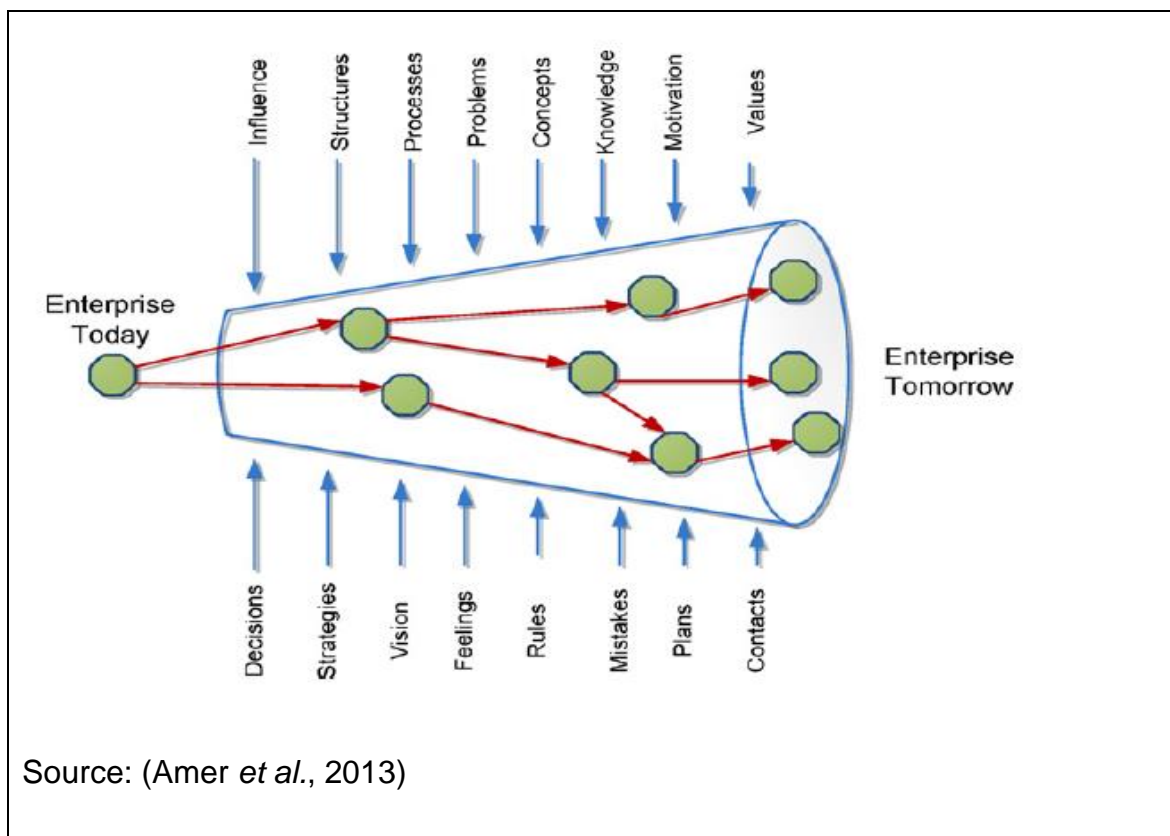 Influence
Structures
Processes
Problems
Concepts
Knowledge
Motivation
Values
Enterprise
Today
Enterprise
Tomorrow
Decisions
Strategies
Vision
Feelings
Rules
Mistakes
Plans
Contacts
Source: (Amer et al., 2013)